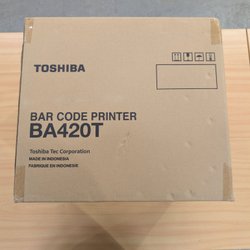 TOSHIBA
BAR CODE PRINTER
BA420T
Toshiba Tec Corporation
MADE IN INDONESIA
FABRIQUE EN INDONESIE